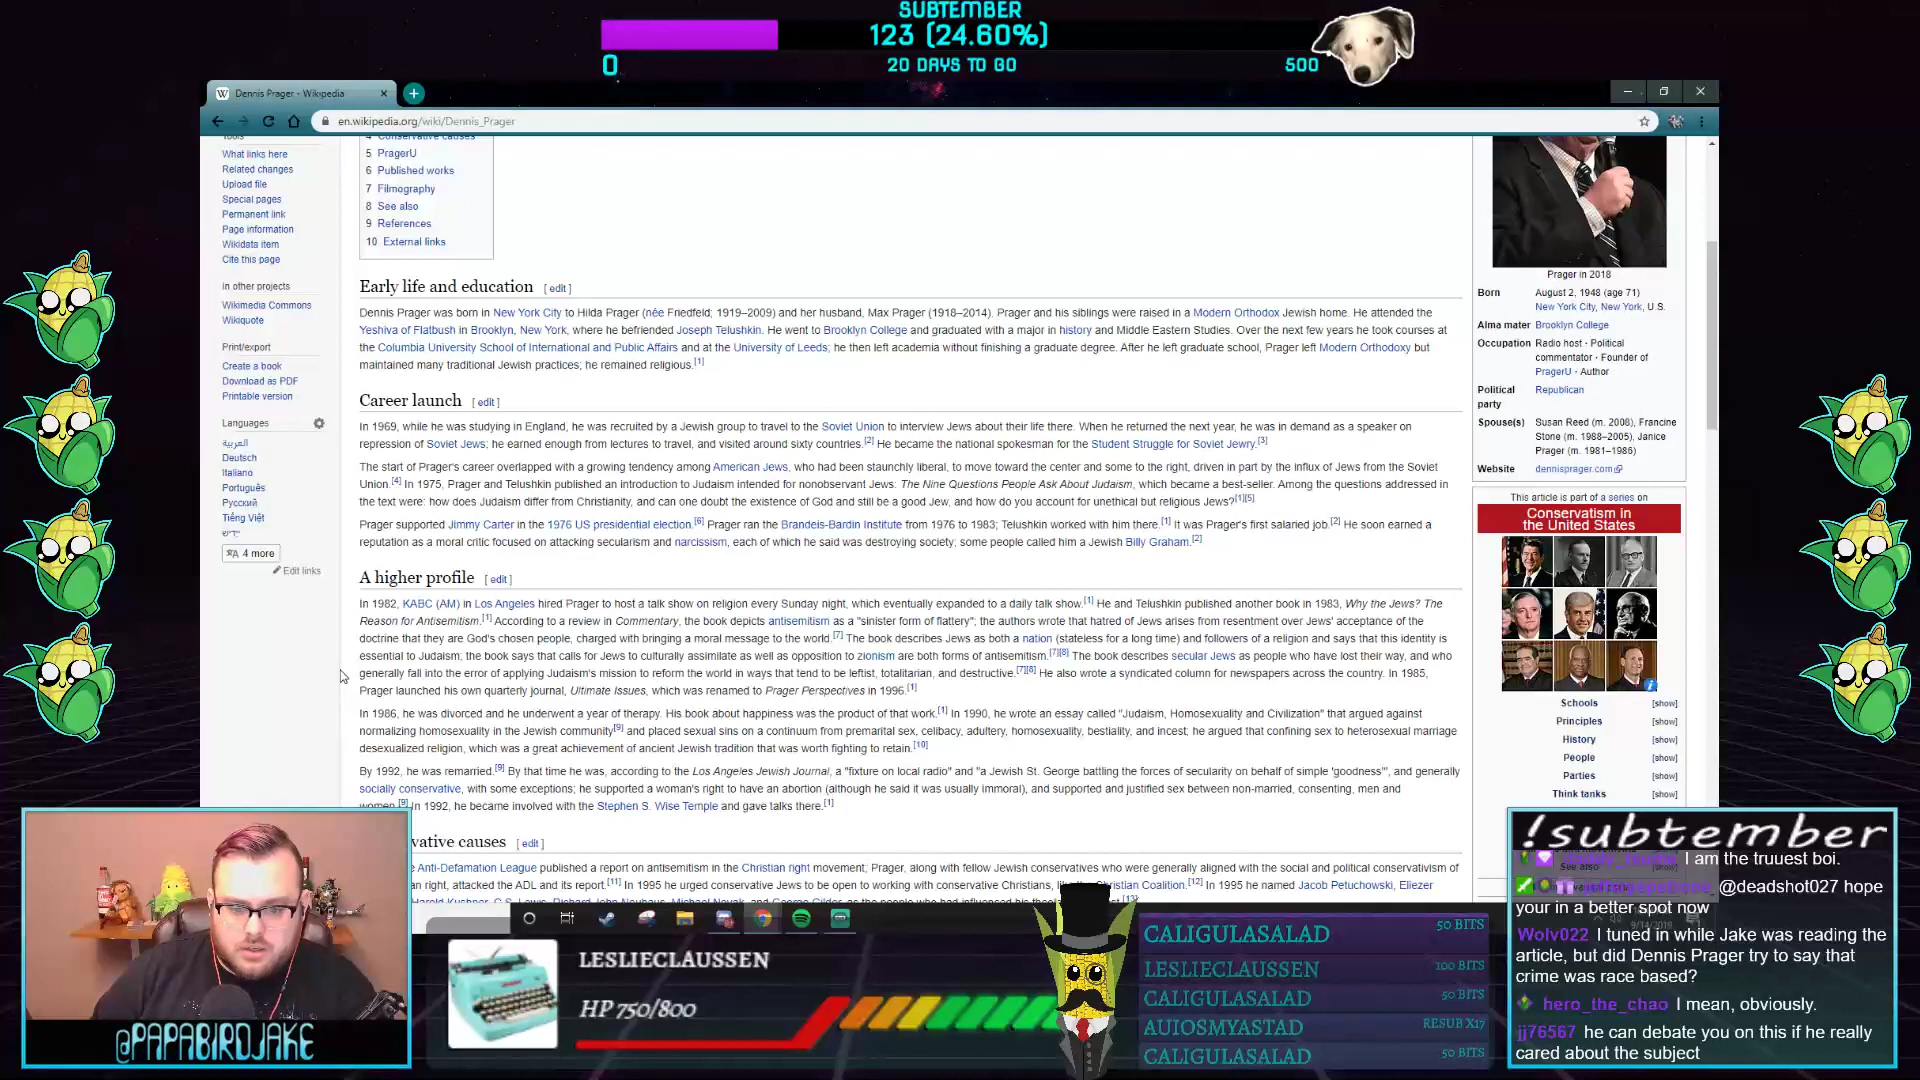 SUBTEMBER
123 (24.60%)
0
20 DAYS TO GO
500
Dennis Prager - Wikipedia
en.wikipedia.org/wiki/Dennis_Prager
Tools
What links here
Related changes
Upload file
Special pages
Permanent link
Page information
Wikidata item
Cite this page
In other projects
Wikimedia Commons
Wikiquote
Print/export
Create a book
Download as PDF
Printable version
Languages
العربية
Deutsch
Italiano
Português
Русский
Tiếng Việt
ייִדיש
4 more
Edit links
4 Conservative causes
5 PragerU
6 Published works
7 Filmography
8 See also
9 References
10 External links
Early life and education [ edit ]
Dennis Prager was born in New York City to Hilda Prager (née Friedfeld; 1919–2009) and her husband, Max Prager (1918–2014). Prager and his siblings were raised in a Modern Orthodox Jewish home. He attended the
Yeshiva of Flatbush in Brooklyn, New York, where he befriended Joseph Telushkin. He went to Brooklyn College and graduated with a major in history and Middle Eastern Studies. Over the next few years he took courses at
the Columbia University School of International and Public Affairs and at the University of Leeds; he then left academia without finishing a graduate degree. After he left graduate school, Prager left Modern Orthodoxy but
maintained many traditional Jewish practices; he remained religious.[1]
Career launch [ edit ]
In 1969, while he was studying in England, he was recruited by a Jewish group to travel to the Soviet Union to interview Jews about their life there. When he returned the next year, he was in demand as a speaker on
repression of Soviet Jews; he earned enough from lectures to travel, and visited around sixty countries.[2] He became the national spokesman for the Student Struggle for Soviet Jewry.[3]
The start of Prager's career overlapped with a growing tendency among American Jews, who had been staunchly liberal, to move toward the center and some to the right, driven in part by the influx of Jews from the Soviet
Union.[4] In 1975, Prager and Telushkin published an introduction to Judaism intended for nonobservant Jews: The Nine Questions People Ask About Judaism, which became a best-seller. Among the questions addressed in
the text were: how does Judaism differ from Christianity, and can one doubt the existence of God and still be a good Jew, and how do you account for unethical but religious Jews?[1][5]
Prager supported Jimmy Carter in the 1976 US presidential election.[6] Prager ran the Brandeis-Bardin Institute from 1976 to 1983; Telushkin worked with him there.[1] It was Prager's first salaried job.[2] He soon earned a
reputation as a moral critic focused on attacking secularism and narcissism, each of which he said was destroying society; some people called him a Jewish Billy Graham.[2]
A higher profile [ edit ]
In 1982, KABC (AM) in Los Angeles hired Prager to host a talk show on religion every Sunday night, which eventually expanded to a daily talk show.[1] He and Telushkin published another book in 1983, Why the Jews? The
Reason for Antisemitism.[1] According to a review in Commentary, the book depicts antisemitism as a "sinister form of flattery"; the authors wrote that hatred of Jews arises from resentment over Jews' acceptance of the
doctrine that they are God's chosen people, charged with bringing a moral message to the world.[7] The book describes Jews as both a nation (stateless for a long time) and followers of a religion and says that this identity is
essential to Judaism; the book says that calls for Jews to culturally assimilate as well as opposition to zionism are both forms of antisemitism.[7][8] The book describes secular Jews as people who have lost their way, and who
generally fall into the error of applying Judaism's mission to reform the world in ways that tend to be leftist, totalitarian, and destructive.[7][8] He also wrote a syndicated column for newspapers across the country. In 1985,
Prager launched his own quarterly journal, Ultimate Issues, which was renamed to Prager Perspectives in 1996.[1]
In 1986, he was divorced and he underwent a year of therapy. His book about happiness was the product of that work.[1] In 1990, he wrote an essay called "Judaism, Homosexuality and Civilization" that argued against
normalizing homosexuality in the Jewish community[9] and placed sexual sins on a continuum from premarital sex, celibacy, adultery, homosexuality, bestiality, and incest; he argued that confining sex to heterosexual marriage
desexualized religion, which was a great achievement of ancient Jewish tradition that was worth fighting to retain.[10]
By 1992, he was remarried.[9] By that time he was, according to the Los Angeles Jewish Journal, a "fixture on local radio" and "a Jewish St. George battling the forces of secularity on behalf of simple 'goodness'", and generally
socially conservative, with some exceptions; he supported a woman's right to have an abortion (although he said it was usually immoral), and supported and justified sex between non-married, consenting, men and
women.[9] In 1992, he became involved with the Stephen S. Wise Temple and gave talks there.[1]
vative causes [ edit ]
Anti-Defamation League published a report on antisemitism in the Christian right movement; Prager, along with fellow Jewish conservatives who were generally aligned with the social and political conservativism of
an right, attacked the ADL and its report.[11] In 1995 he urged conservative Jews to be open to working with conservative Christians, like the Christian Coalition.[12] In 1995 he named Jacob Petuchowski, Eliezer
Harold Kushner, C.S. Lewis, Richard John Neuhaus, Michael Novak, and George Gilder, as the people who had influenced his
Prager in 2018
Born August 2, 1948 (age 71)
New York City, New York, U.S.
Alma mater Brooklyn College
Occupation Radio host · Political
commentator · Founder of
PragerU · Author
Political Republican
party
Spouse(s) Susan Reed (m. 2008), Francine
Stone (m. 1988–2005), Janice
Prager (m. 1981–1986)
Website dennisprager.com
This article is part of a series on
Conservatism in
the United States
Schools [show]
Principles [show]
History [show]
People [show]
Parties [show]
Think tanks [show]
See also
@PAPABIRDJAKE
LESLIECLAUSSEN
HP 750/800
CALIGULASALAD 50 BITS
LESLIECLAUSSEN 100 BITS
CALIGULASALAD 50 BITS
AUIOSMYASTAD RESUB X17
CALIGULASALAD 50 BITS
!subtember
I am the truuest boi.
@deadshot027 hope
your in a better spot now
9/14/2019
Wolv022 I tuned in while Jake was reading the
article, but did Dennis Prager try to say that
crime was race based?
hero_the_chao I mean, obviously.
jj76567 he can debate you on this if he really
cared about the subject